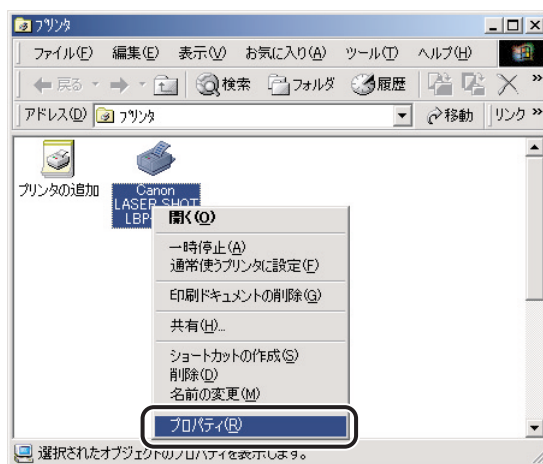 プリンタ
ファイル(F) 編集(E) 表示(V) お気に入り(A) ツール(T) ヘルプ(H)
戻る 検索 フォルダ 履歴 »
アドレス(D) プリンタ 移動 リンク »
プリンタの追加
Canon
LASER SHOT
LBP-
開く(O)
一時停止(A)
通常使うプリンタに設定(F)
印刷ドキュメントの削除(G)
共有(H)...
ショートカットの作成(S)
削除(D)
名前の変更(M)
プロパティ(R)
選択されたオブジェクトのプロパティを表示します。